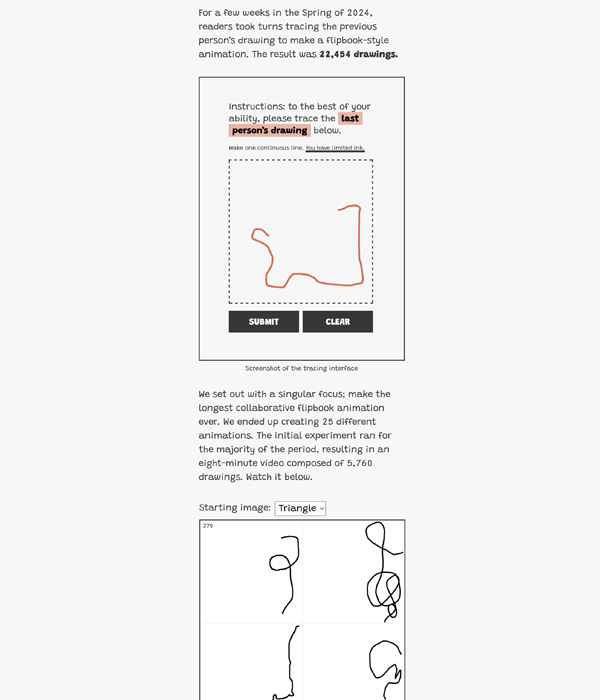 For a few weeks in the Spring of 2024,
readers took turns tracing the previous
person's drawing to make a flipbook-style
animation. The result was 22,454 drawings.
Instructions: to the best of your
ability, please trace the last
person's drawing below.
Make one continuous line. You have limited ink.
SUBMIT CLEAR
Screenshot of the tracing interface
We set out with a singular focus; make the
longest collaborative flipbook animation
ever. We ended up creating 25 different
animations. The initial experiment ran for
the majority of the period, resulting in an
eight-minute video composed of 5,760
drawings. Watch it below.
Starting image: Triangle
270